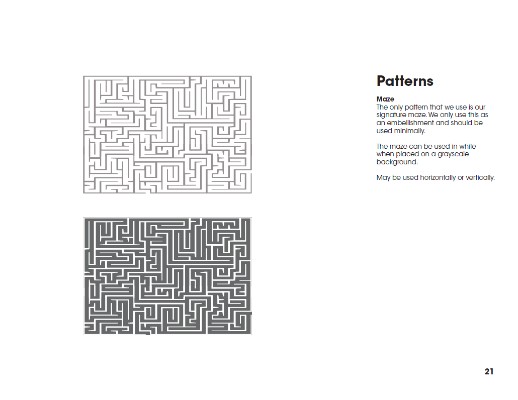 Patterns
Maze
The only pattern that we use is our
signature maze. We only use this as
an embellishment and should be
used minimally.
The maze can be used in white
when placed on a grayscale
background.
May be used horizontally or vertically.
21